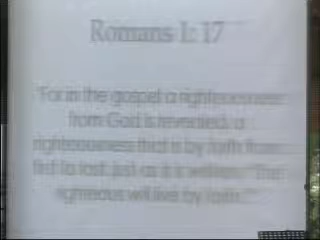 Romans 1: 17
"For in the gospel a righteousness
from God is revealed, a
righteousness that is by faith from
first to last, just as it is written: "The
righteous will live by faith."